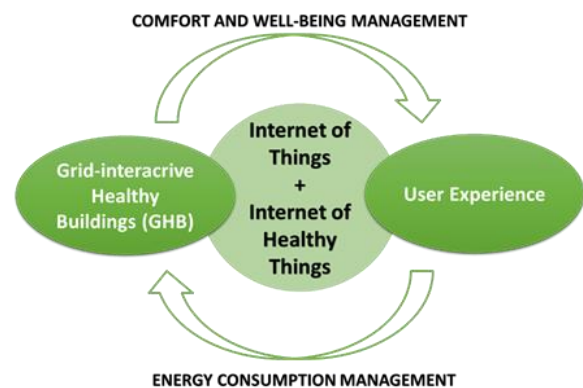 COMFORT AND WELL-BEING MANAGEMENT
Internet of
Things
+
Internet of
Healthy
Things
Grid-interacrive
Healthy
Buildings (GHB)
User Experience
ENERGY CONSUMPTION MANAGEMENT